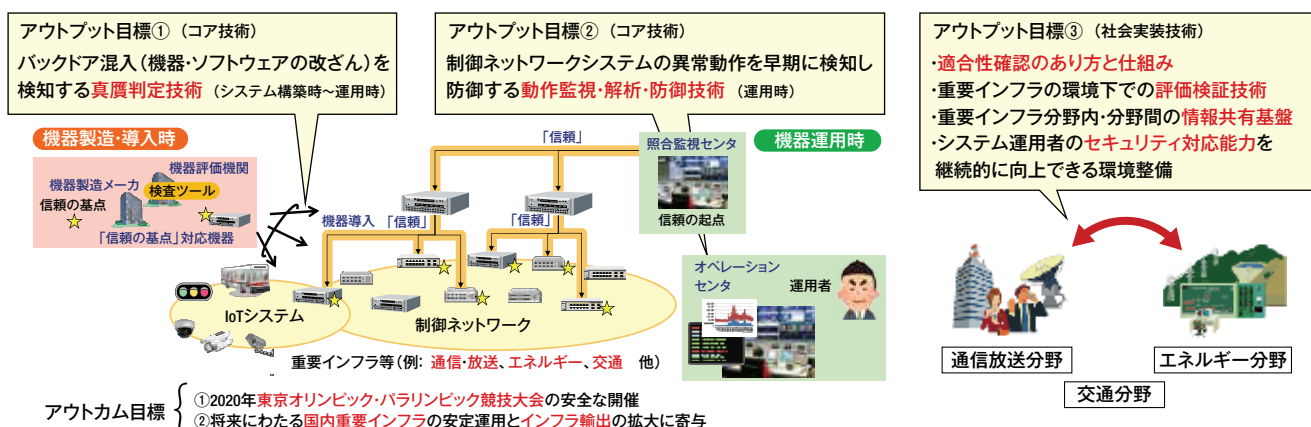 アウトプット目標①（コア技術）
バックドア混入（機器・ソフトウェアの改ざん）を
検知する真贋判定技術（システム構築時～運用時）
アウトプット目標②（コア技術）
制御ネットワークシステムの異常動作を早期に検知し
防御する動作監視・解析・防御技術（運用時）
アウトプット目標③（社会実装技術）
・適合性確認のあり方と仕組み
・重要インフラの環境下での評価検証技術
・重要インフラ分野内・分野間の情報共有基盤
・システム運用者のセキュリティ対応能力を
継続的に向上できる環境整備
機器製造・導入時
機器評価機関
機器製造メーカ
検査ツール
信頼の基点
「信頼の基点」対応機器
機器導入
「信頼」
「信頼」
「信頼」
照合監視センタ
信頼の起点
機器運用時
オペレーション
センタ
運用者
IoTシステム
制御ネットワーク
重要インフラ等（例: 通信・放送、エネルギー、交通 他）
アウトカム目標
①2020年東京オリンピック・パラリンピック競技大会の安全な開催
②将来にわたる国内重要インフラの安定運用とインフラ輸出の拡大に寄与
通信放送分野
エネルギー分野
交通分野